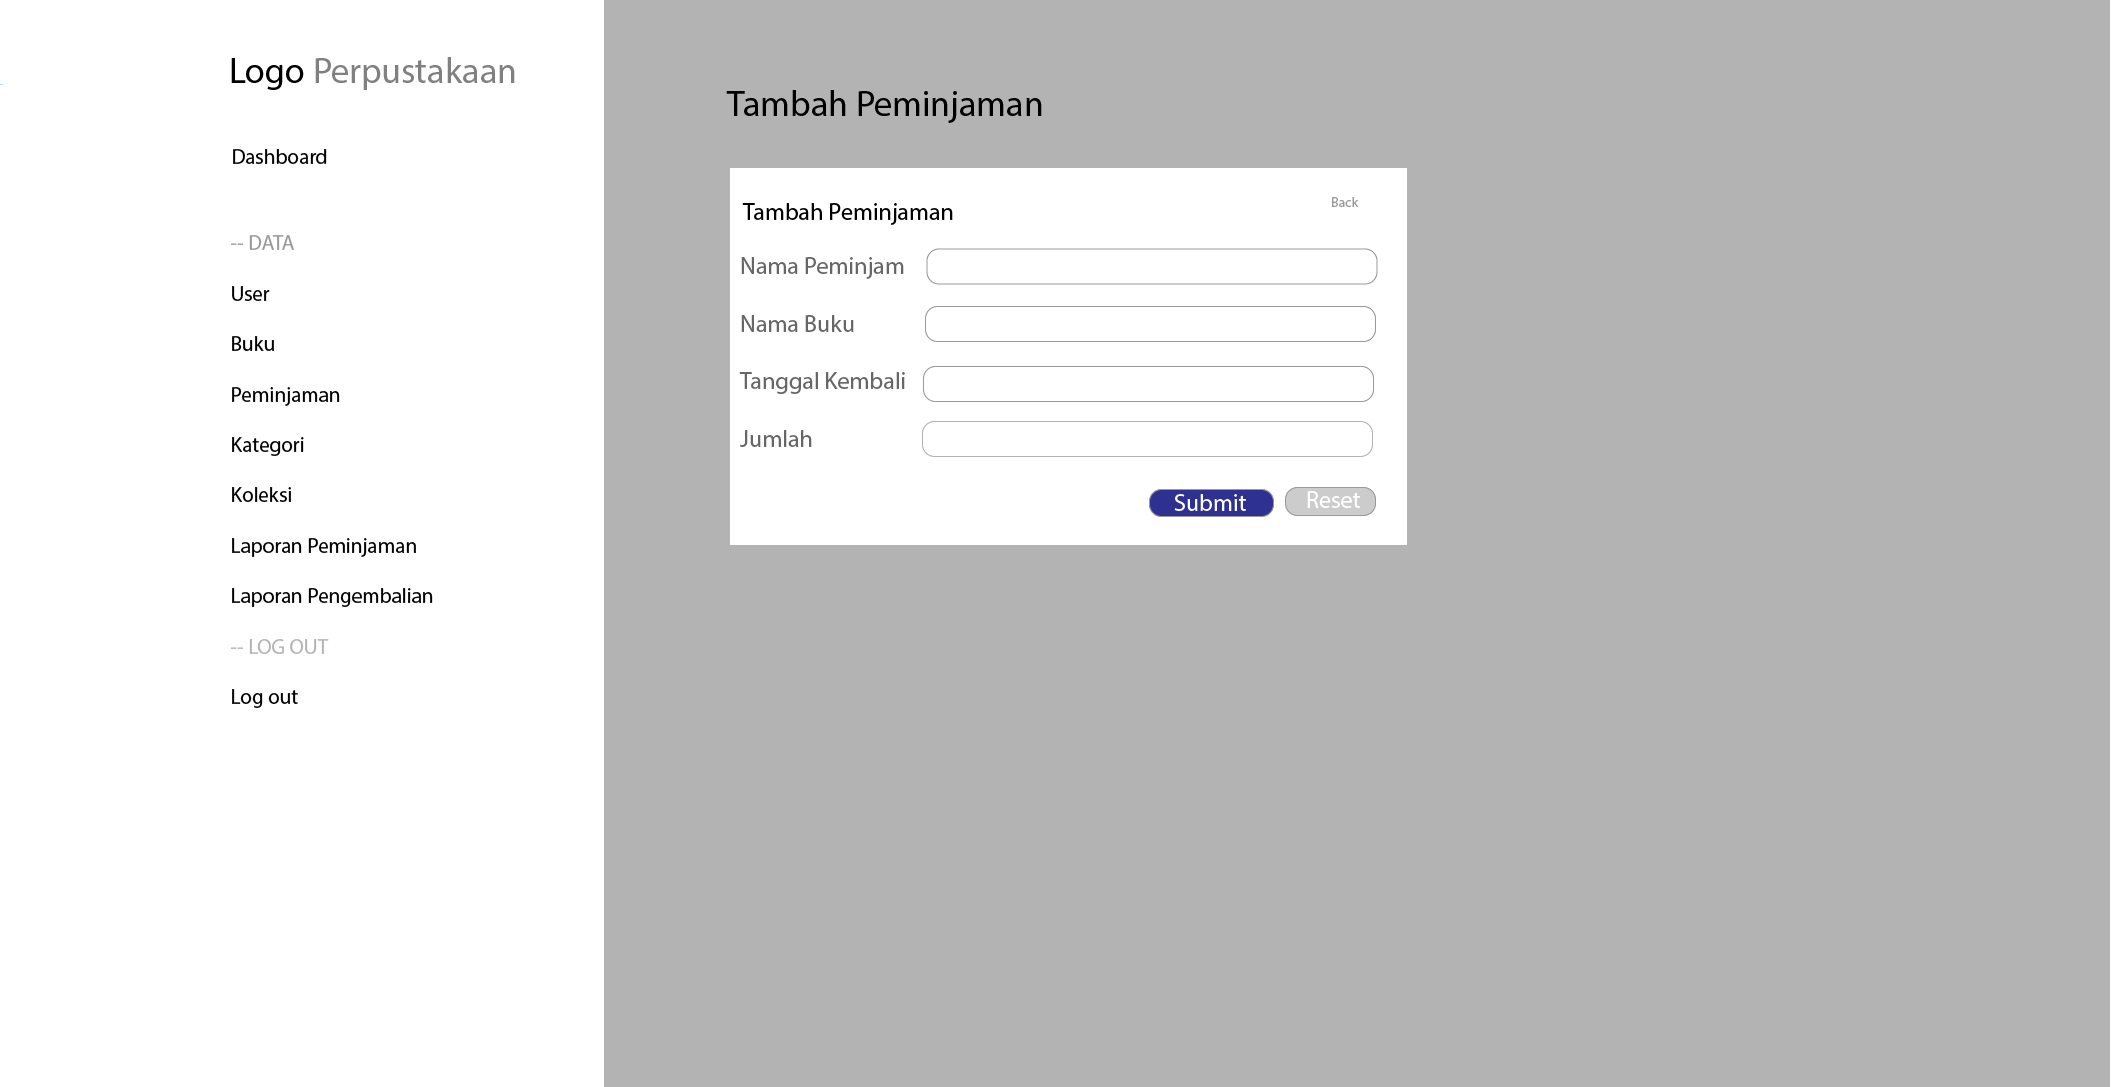 Logo Perpustakaan
Dashboard
-- DATA
User
Buku
Peminjaman
Kategori
Koleksi
Laporan Peminjaman
Laporan Pengembalian
-- LOG OUT
Log out
Tambah Peminjaman
Tambah Peminjaman
Back
Nama Peminjam
Nama Buku
Tanggal Kembali
Jumlah
Submit
Reset